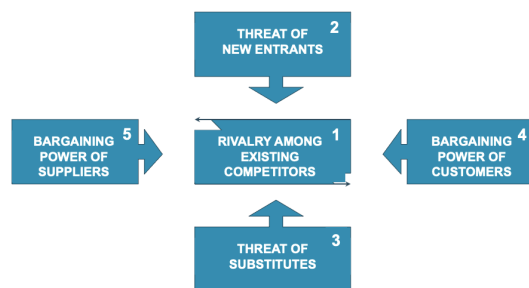 THREAT OF 2
NEW ENTRANTS
BARGAINING 5
POWER OF
SUPPLIERS
RIVALRY AMONG 1
EXISTING
COMPETITORS
BARGAINING 4
POWER OF
CUSTOMERS
THREAT OF 3
SUBSTITUTES